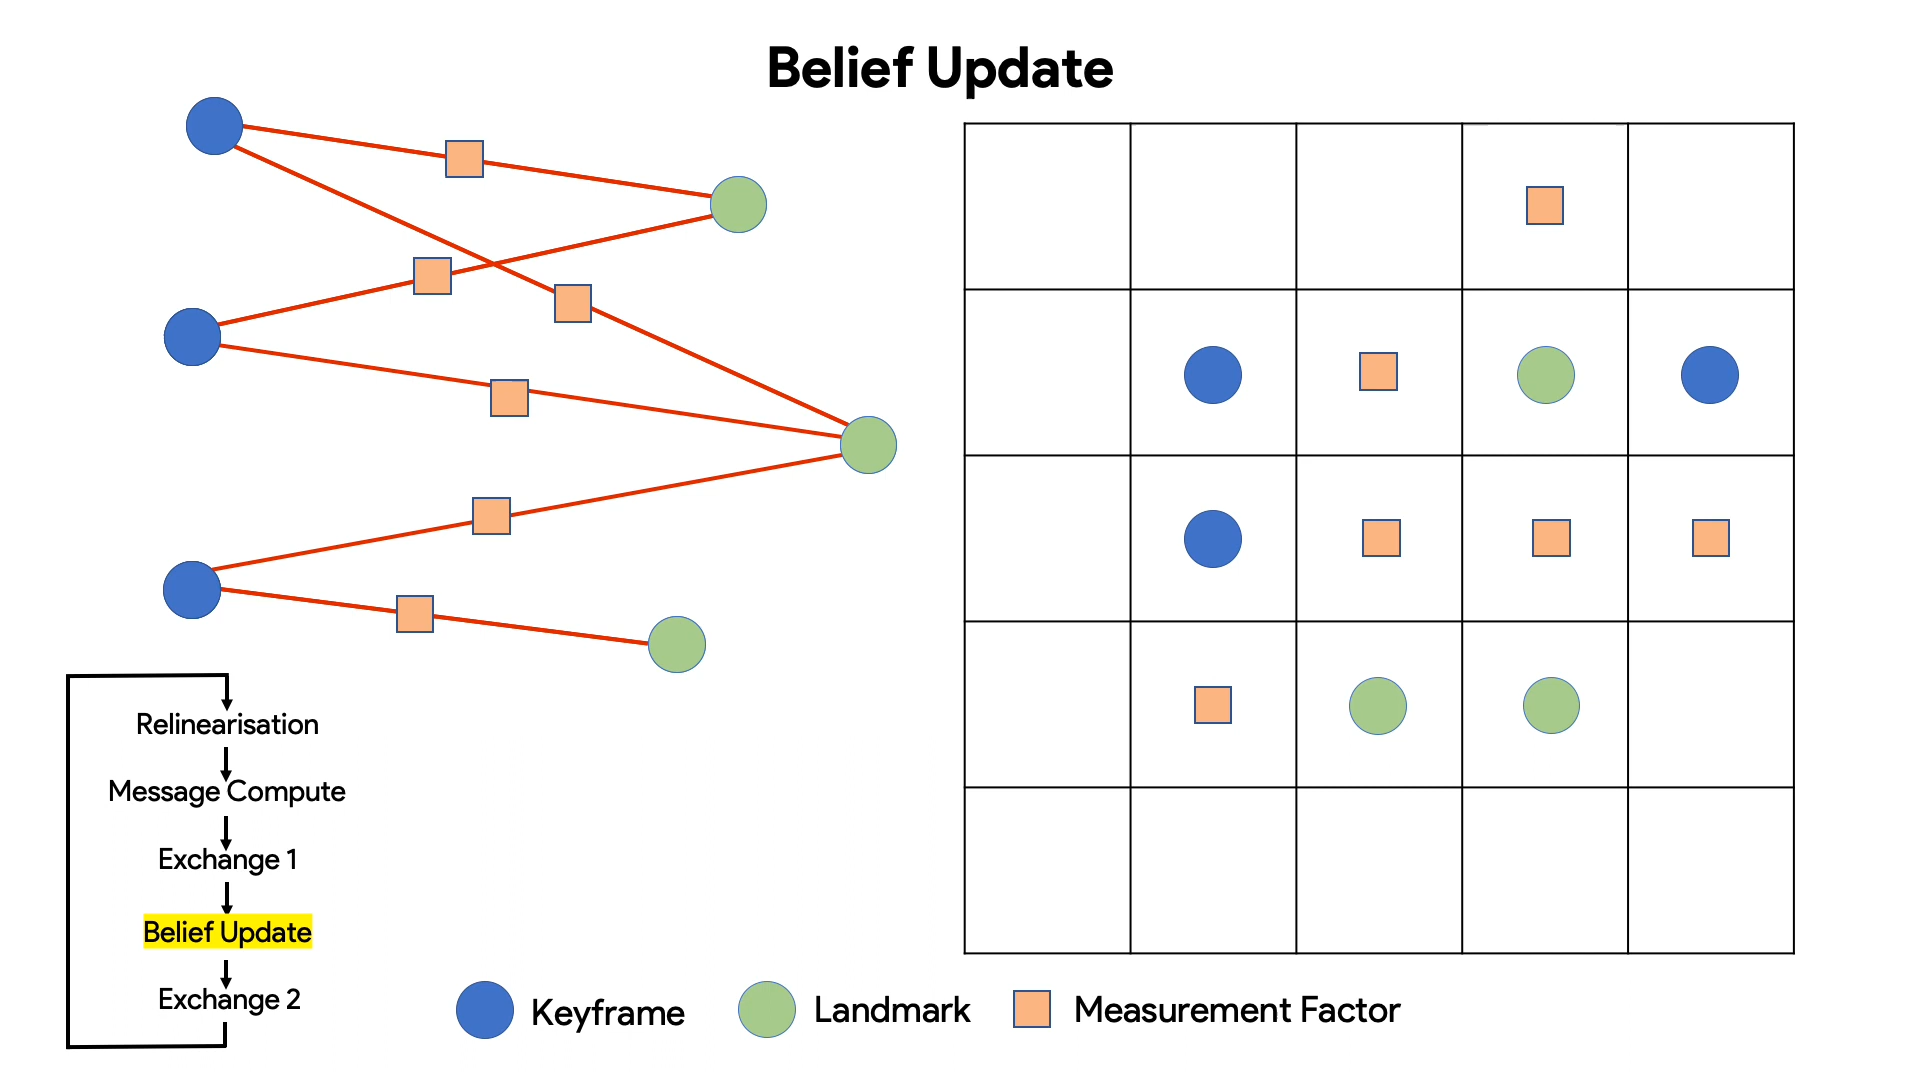 Belief Update
Relinearisation
Message Compute
Exchange 1
Belief Update
Exchange 2
Keyframe
Landmark
Measurement Factor